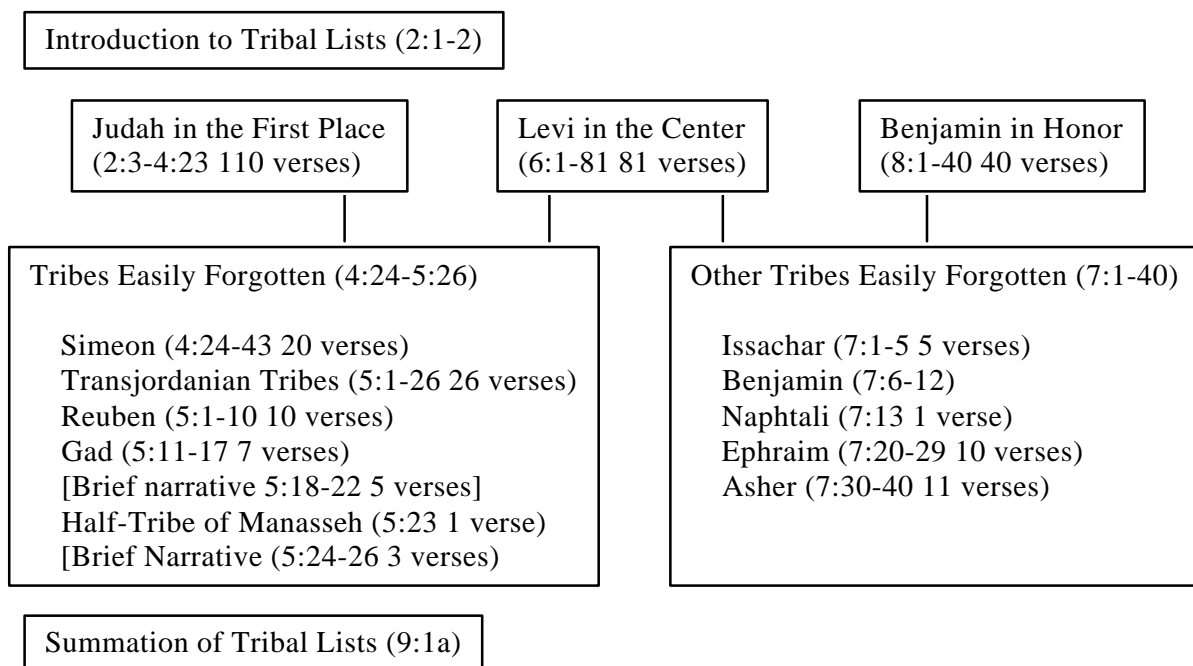 Introduction to Tribal Lists (2:1-2)
Judah in the First Place
(2:3-4:23 110 verses)
Levi in the Center
(6:1-81 81 verses)
Benjamin in Honor
(8:1-40 40 verses)
Tribes Easily Forgotten (4:24-5:26)
Simeon (4:24-43 20 verses)
Transjordanian Tribes (5:1-26 26 verses)
Reuben (5:1-10 10 verses)
Gad (5:11-17 7 verses)
[Brief narrative 5:18-22 5 verses]
Half-Tribe of Manasseh (5:23 1 verse)
[Brief Narrative (5:24-26 3 verses)
Other Tribes Easily Forgotten (7:1-40)
Issachar (7:1-5 5 verses)
Benjamin (7:6-12)
Naphtali (7:13 1 verse)
Ephraim (7:20-29 10 verses)
Asher (7:30-40 11 verses)
Summation of Tribal Lists (9:1a)